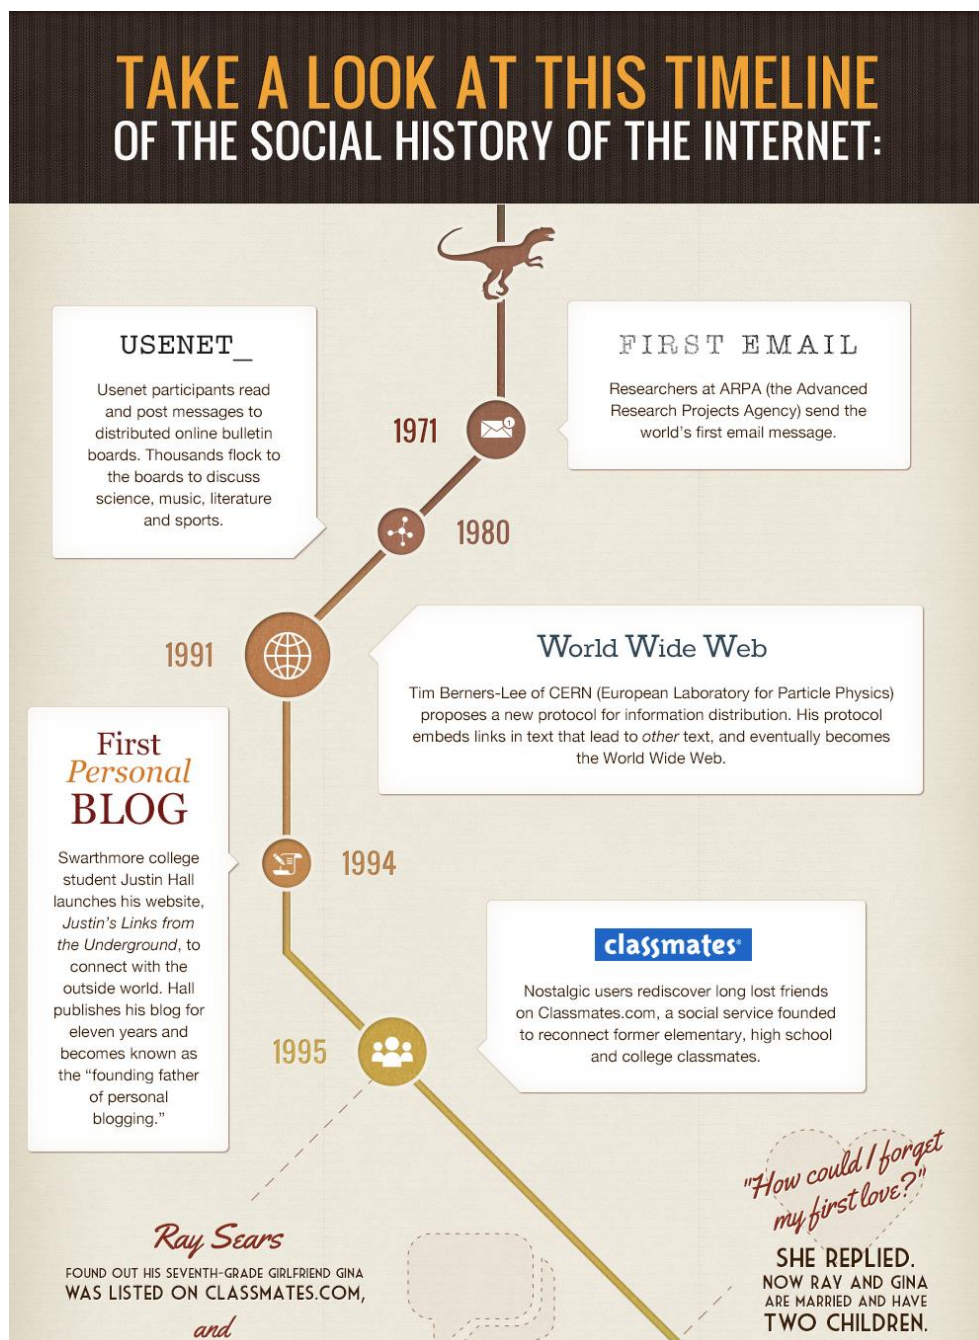 TAKE A LOOK AT THIS TIMELINE
OF THE SOCIAL HISTORY OF THE INTERNET:
FIRST EMAIL
Researchers at ARPA (the Advanced
Research Projects Agency) send the
world's first email message.
1971
1
USENET_
Usenet participants read
and post messages to
distributed online bulletin
boards. Thousands flock to
the boards to discuss
science, music, literature
and sports.
1980
1991
World Wide Web
Tim Berners-Lee of CERN (European Laboratory for Particle Physics)
proposes a new protocol for information distribution. His protocol
embeds links in text that lead to other text, and eventually becomes
the World Wide Web.
First
Personal
BLOG
Swarthmore college
student Justin Hall
launches his website,
Justin's Links from
the Underground, to
connect with the
outside world. Hall
publishes his blog for
eleven years and
becomes known as
the "founding father
of personal
blogging."
1994
1995
classmates
Nostalgic users rediscover long lost friends
on Classmates.com, a social service founded
to reconnect former elementary, high school
and college classmates.
Ray Sears
FOUND OUT HIS SEVENTH-GRADE GIRLFRIEND GINA
WAS LISTED ON CLASSMATES.COM,
and
"How could I forget
my first love?"
SHE REPLIED.
NOW RAY AND GINA
ARE MARRIED AND HAVE
TWO CHILDREN.